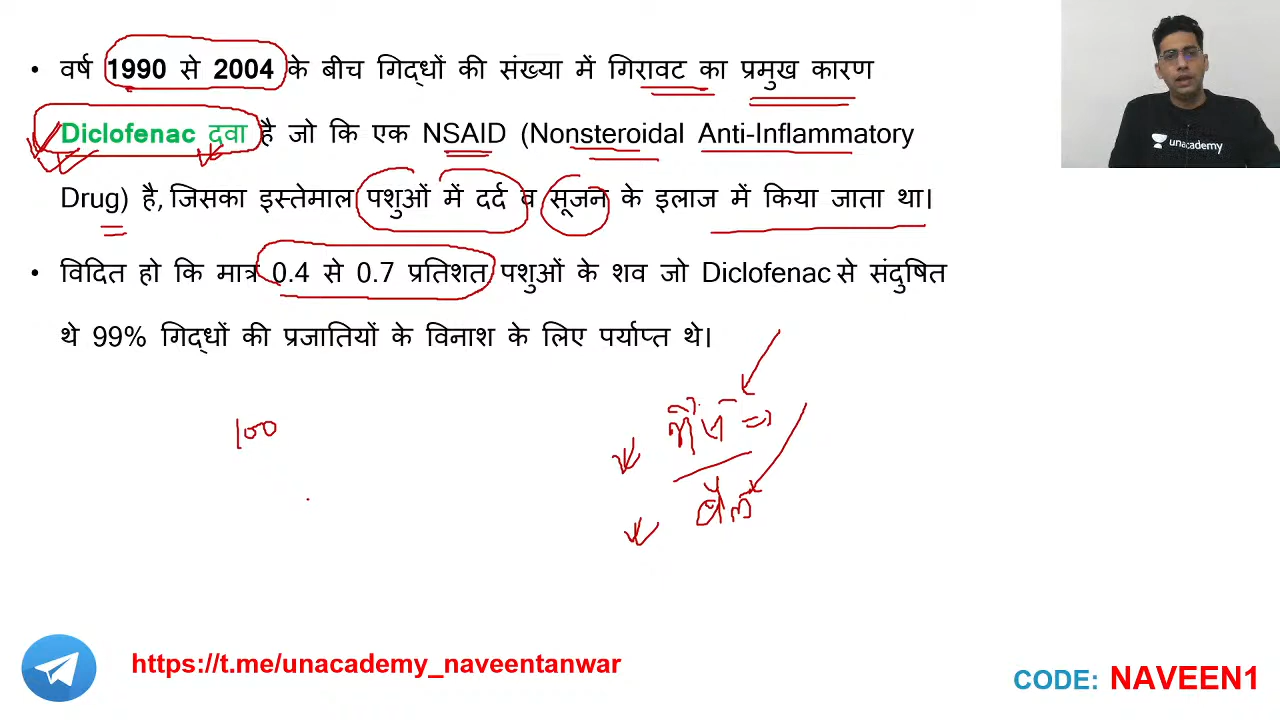 • वर्ष 1990 से 2004 के बीच गिद्धों की संख्या में गिरावट का प्रमुख कारण
Diclofenac दवा है जो कि एक NSAID (Nonsteroidal Anti-Inflammatory
Drug) है, जिसका इस्तेमाल पशुओं में दर्द व सूजन के इलाज में किया जाता था।
• विदित हो कि मात्र 0.4 से 0.7 प्रतिशत पशुओं के शव जो Diclofenac से संदुषित
थे 99% गिद्धों की प्रजातियों के विनाश के लिए पर्याप्त थे।
100
बैल
unacademy
https://t.me/unacademy_naveentanwar
CODE: NAVEEN1